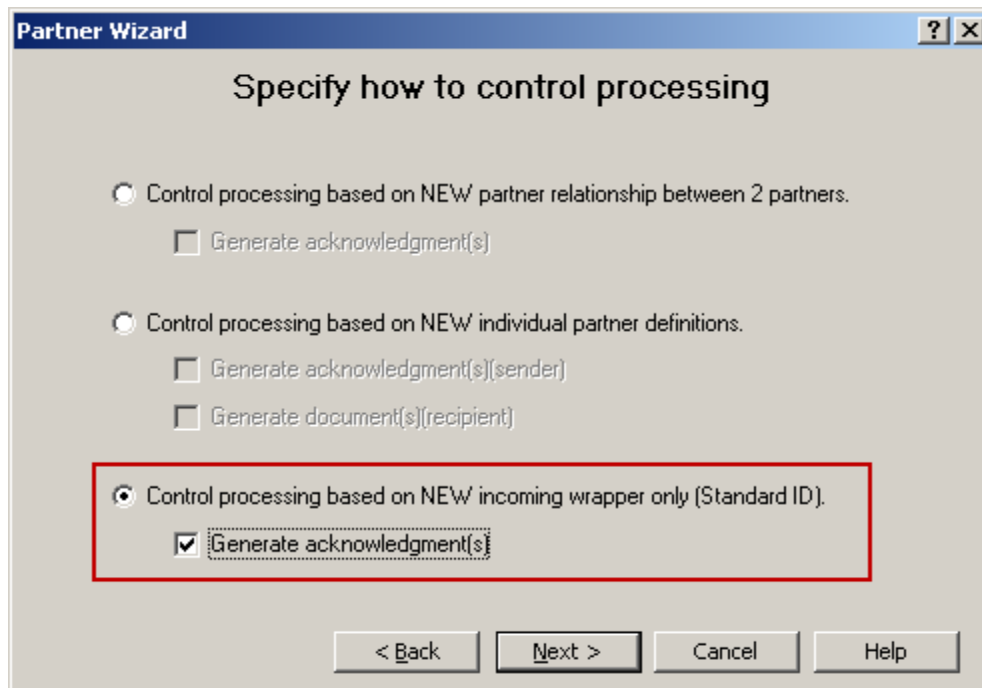 Partner Wizard
Specify how to control processing
Control processing based on NEW partner relationship between 2 partners.
Generate acknowledgment(s)
Control processing based on NEW individual partner definitions.
Generate acknowledgment(s)(sender)
Generate document(s)(recipient)
Control processing based on NEW incoming wrapper only (Standard ID).
Generate acknowledgment(s)
< Back Next > Cancel Help